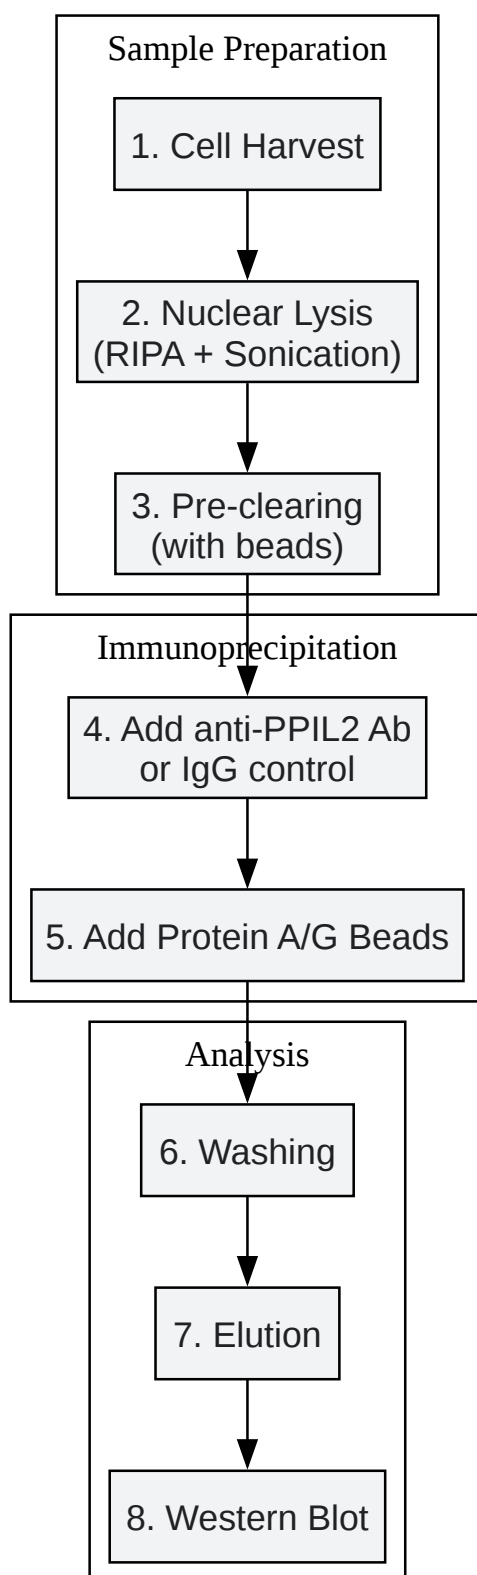 Sample Preparation
1. Cell Harvest
2. Nuclear Lysis
(RIPA + Sonication)
3. Pre-clearing
(with beads)
Immunoprecipitation
4. Add anti-PPIL2 Ab
or IgG control
5. Add Protein A/G Beads
Analysis
6. Washing
7. Elution
8. Western Blot